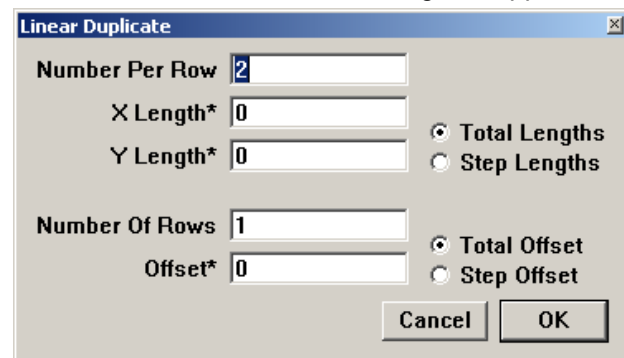 Linear Duplicate
Number Per Row 2
X Length* 0
Total Lengths
Y Length* 0
Step Lengths
Number Of Rows 1
Total Offset
Offset* 0
Step Offset
Cancel OK